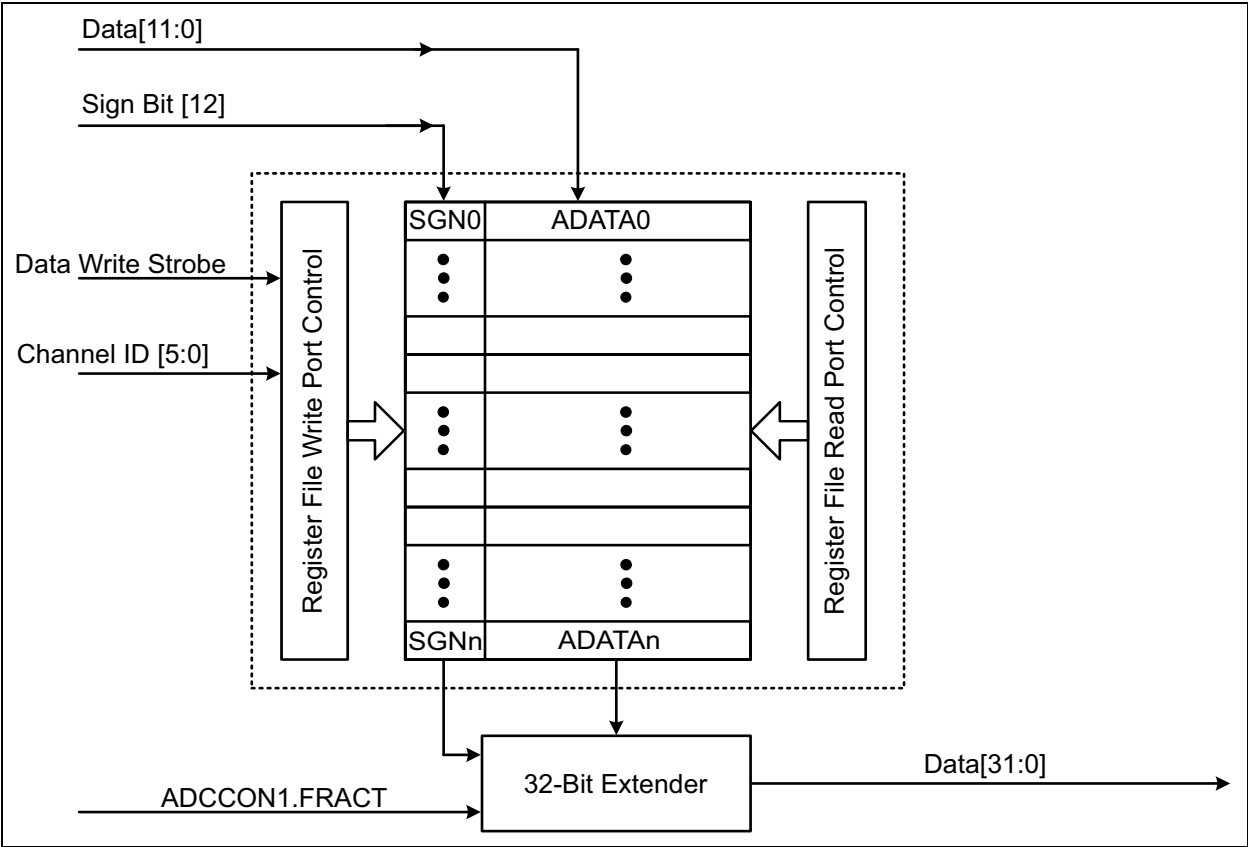 Data[11:0]
Sign Bit [12]
SGN0
ADATA0
Data Write Strobe
Channel ID [5:0]
Register File Write Port Control
Register File Read Port Control
SGNn
ADATAn
32-Bit Extender
Data[31:0]
ADCCON1.FRACT